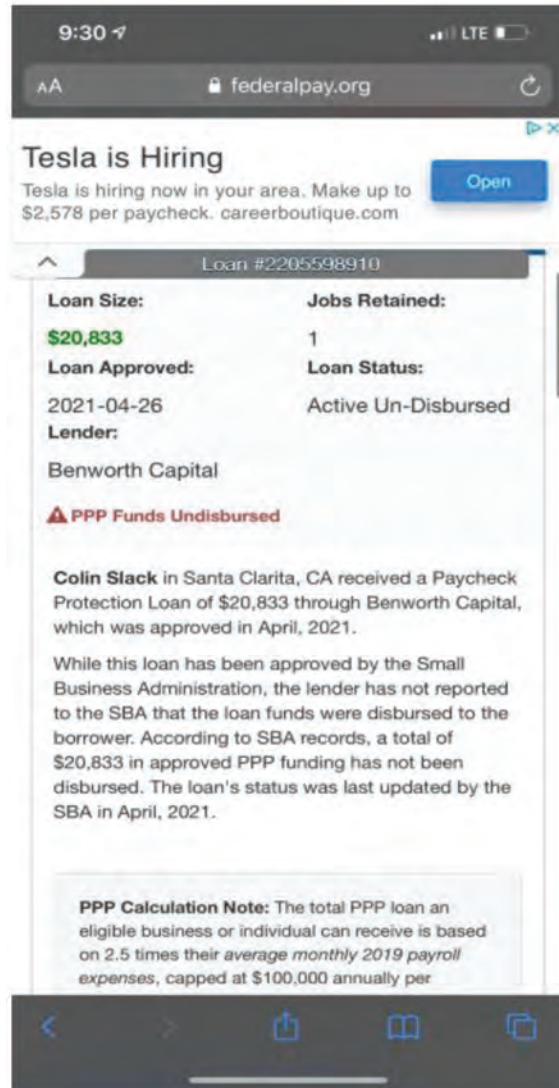 9:30
LTE
AA
federalpay.org
Tesla is Hiring
Tesla is hiring now in your area. Make up to
$2,578 per paycheck. careerboutique.com
Open
Loan #2205598910
Loan Size:
Jobs Retained:
$20,833
1
Loan Approved:
Loan Status:
2021-04-26
Active Un-Disbursed
Lender:
Benworth Capital
PPP Funds Undisbursed
Colin Slack in Santa Clarita, CA received a Paycheck
Protection Loan of $20,833 through Benworth Capital,
which was approved in April, 2021.
While this loan has been approved by the Small
Business Administration, the lender has not reported
to the SBA that the loan funds were disbursed to the
borrower. According to SBA records, a total of
$20,833 in approved PPP funding has not been
disbursed. The loan's status was last updated by the
SBA in April, 2021.
PPP Calculation Note: The total PPP loan an
eligible business or individual can receive is based
on 2.5 times their average monthly 2019 payroll
expenses, capped at $100,000 annually per